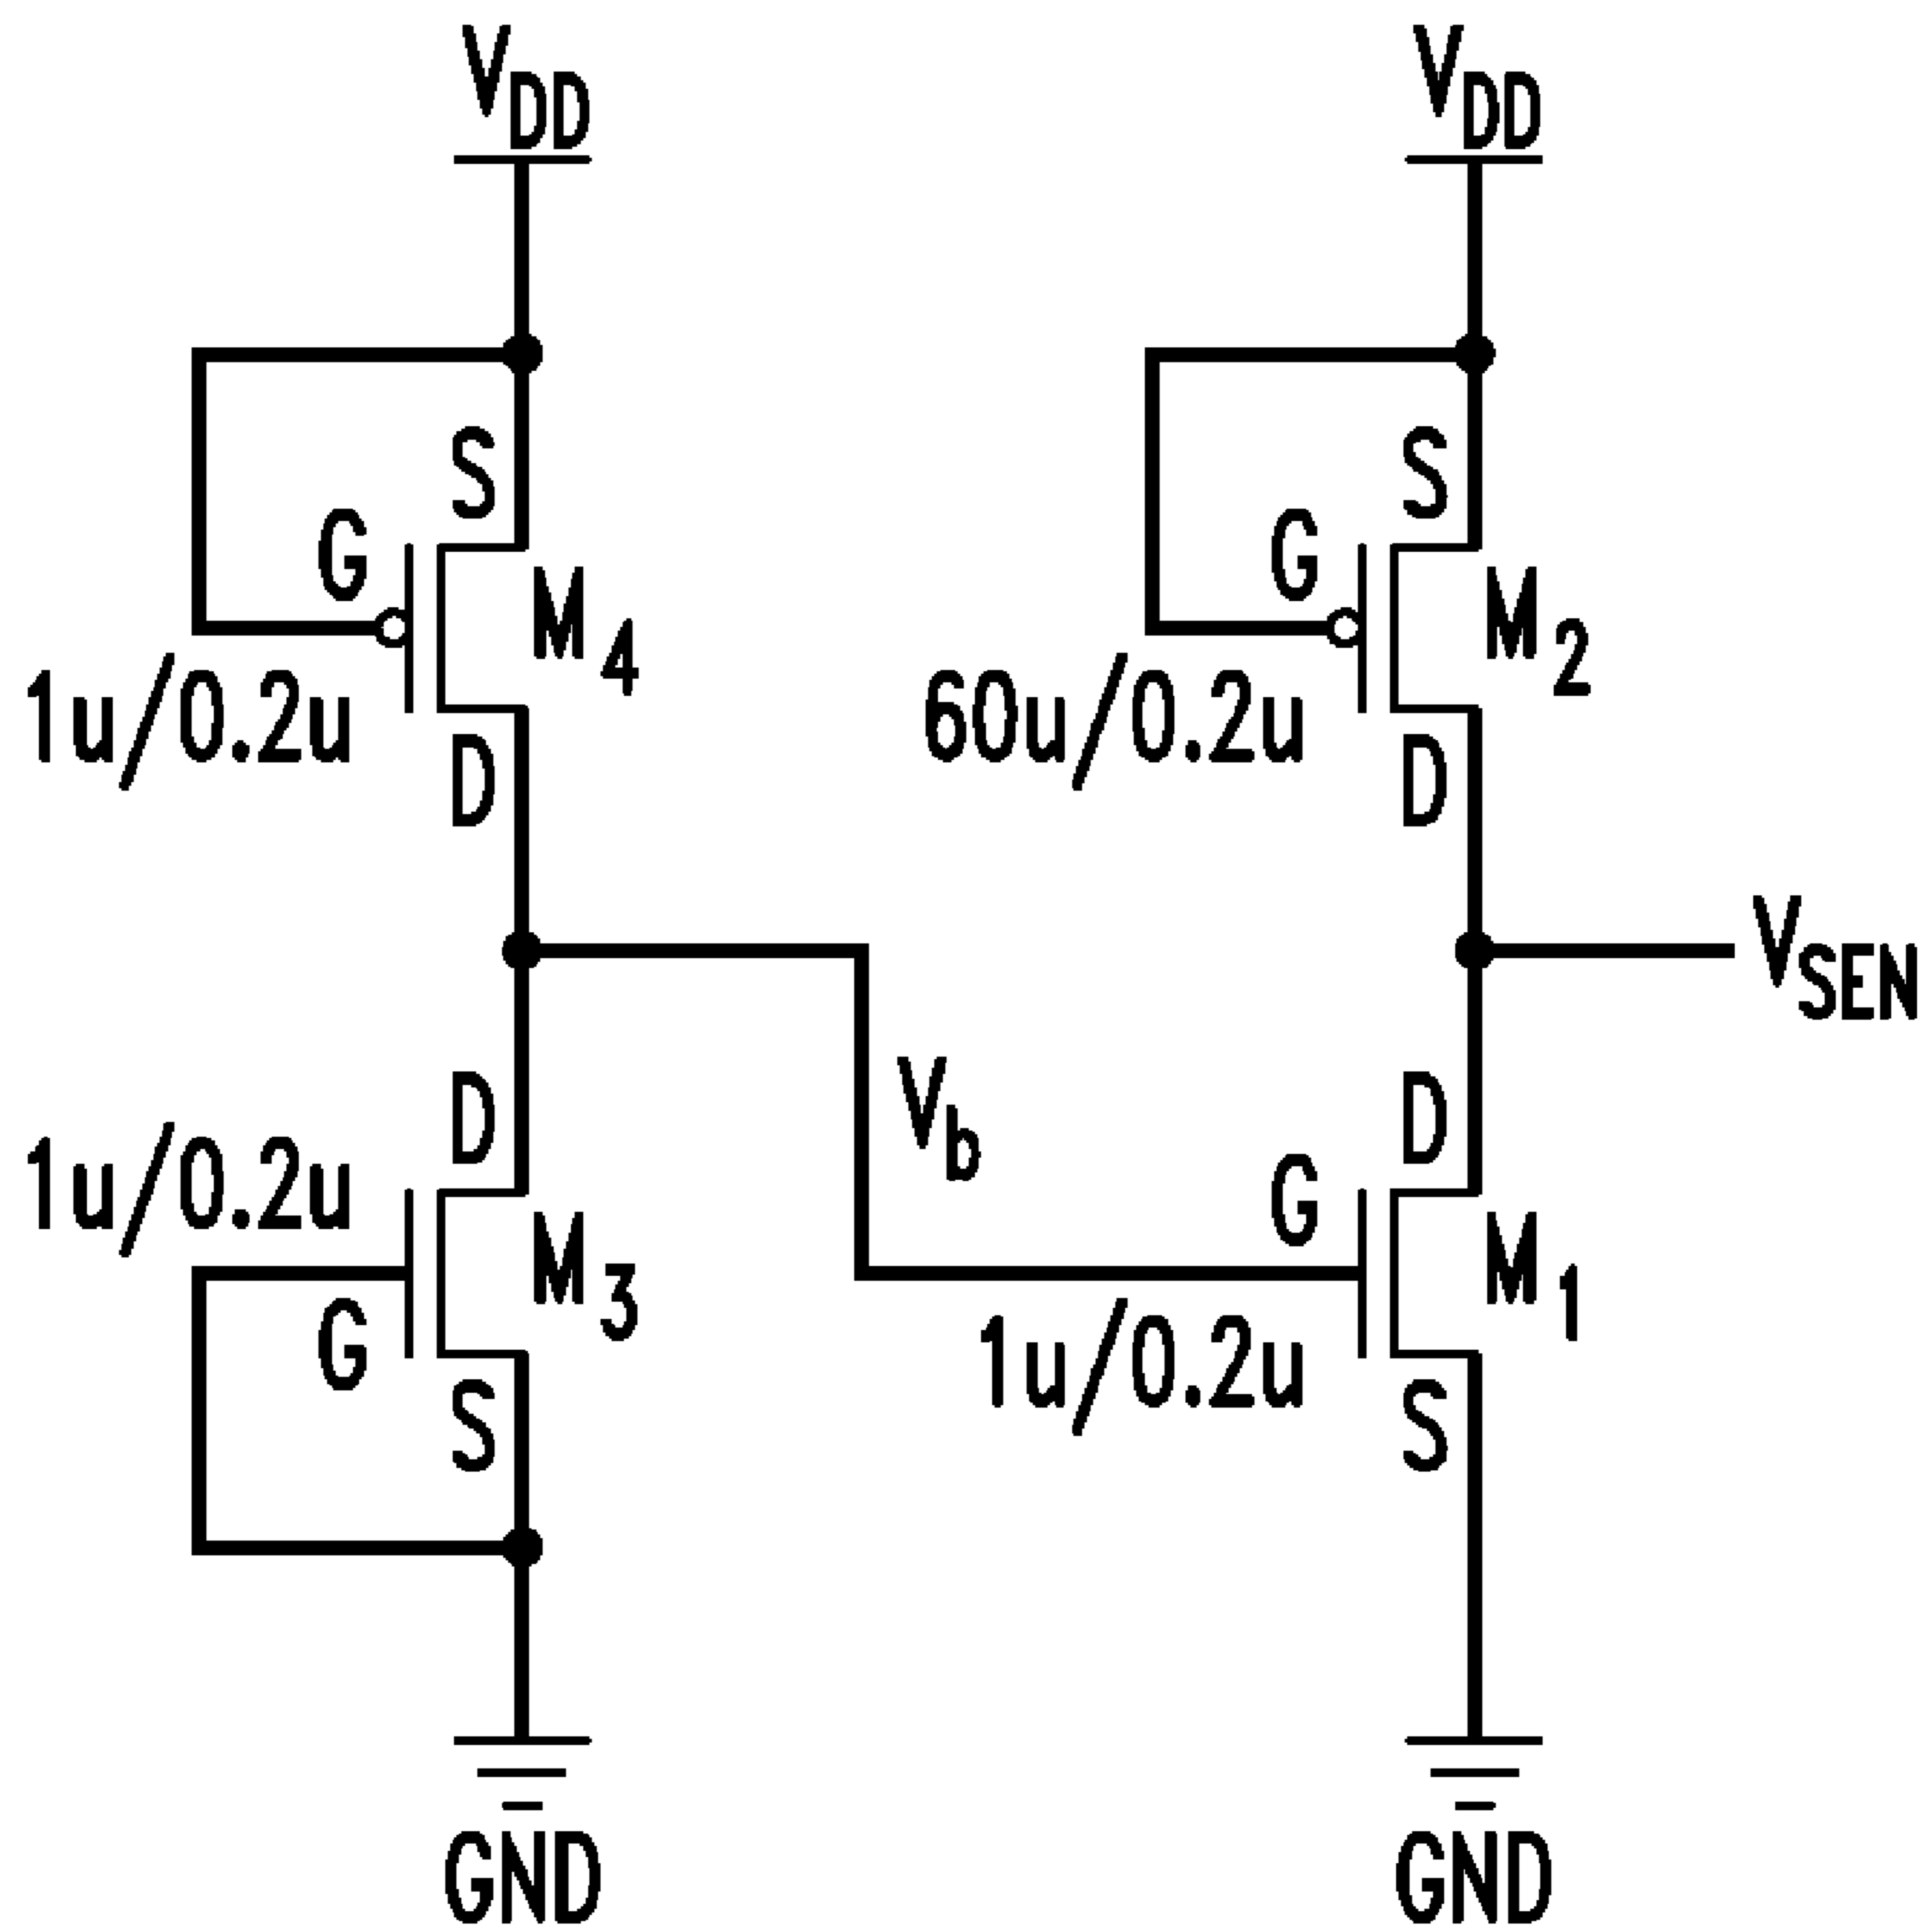 VDD VDD
S S
G G
M4 M2
1u/0.2u 60u/0.2u
D D
VSEN
Vb
D D
1u/0.2u G
M3 M1
G 1u/0.2u
S S
GND GND